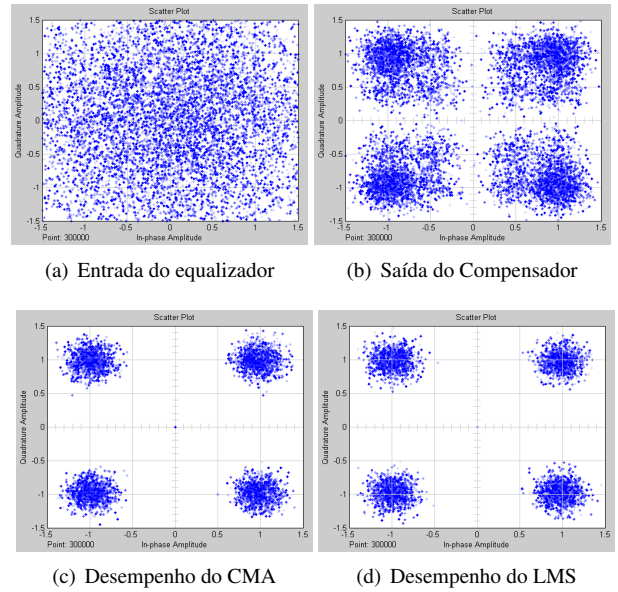 Scatter Plot
1.5
1
0.5
0
-0.5
-1
-1.5
Quadrature Amplitude
-1.5 -1 -0.5 0 0.5 1 1.5
Point: 300000 In-phase Amplitude
(a) Entrada do equalizador
Scatter Plot
1.5
1
0.5
0
-0.5
-1
-1.5
Quadrature Amplitude
-1.5 -1 -0.5 0 0.5 1 1.5
Point: 300000 In-phase Amplitude
(b) Saída do Compensador
Scatter Plot
1.5
1
0.5
0
-0.5
-1
-1.5
Quadrature Amplitude
-1.5 -1 -0.5 0 0.5 1 1.5
Point: 300000 In-phase Amplitude
(c) Desempenho do CMA
Scatter Plot
1.5
1
0.5
0
-0.5
-1
-1.5
Quadrature Amplitude
-1.5 -1 -0.5 0 0.5 1 1.5
Point: 300000 In-phase Amplitude
(d) Desempenho do LMS